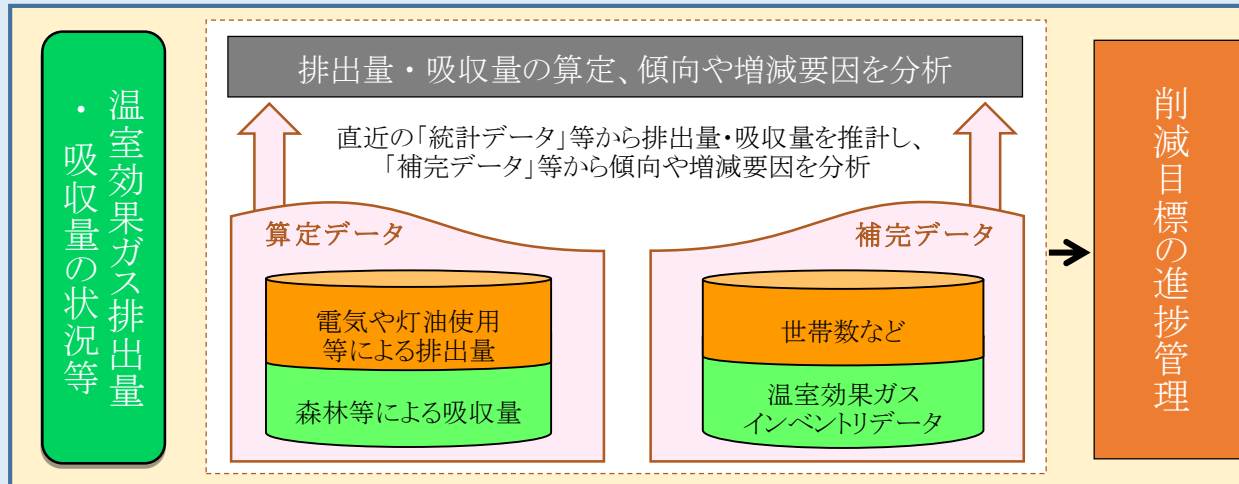 温室効果ガス排出量
・吸収量の状況等
排出量・吸収量の算定、傾向や増減要因を分析
直近の「統計データ」等から排出量・吸収量を推計し、
「補完データ」等から傾向や増減要因を分析
算定データ
電気や灯油使用
等による排出量
森林等による吸収量
補完データ
世帯数など
温室効果ガス
インベントリデータ
削減目標の進捗管理